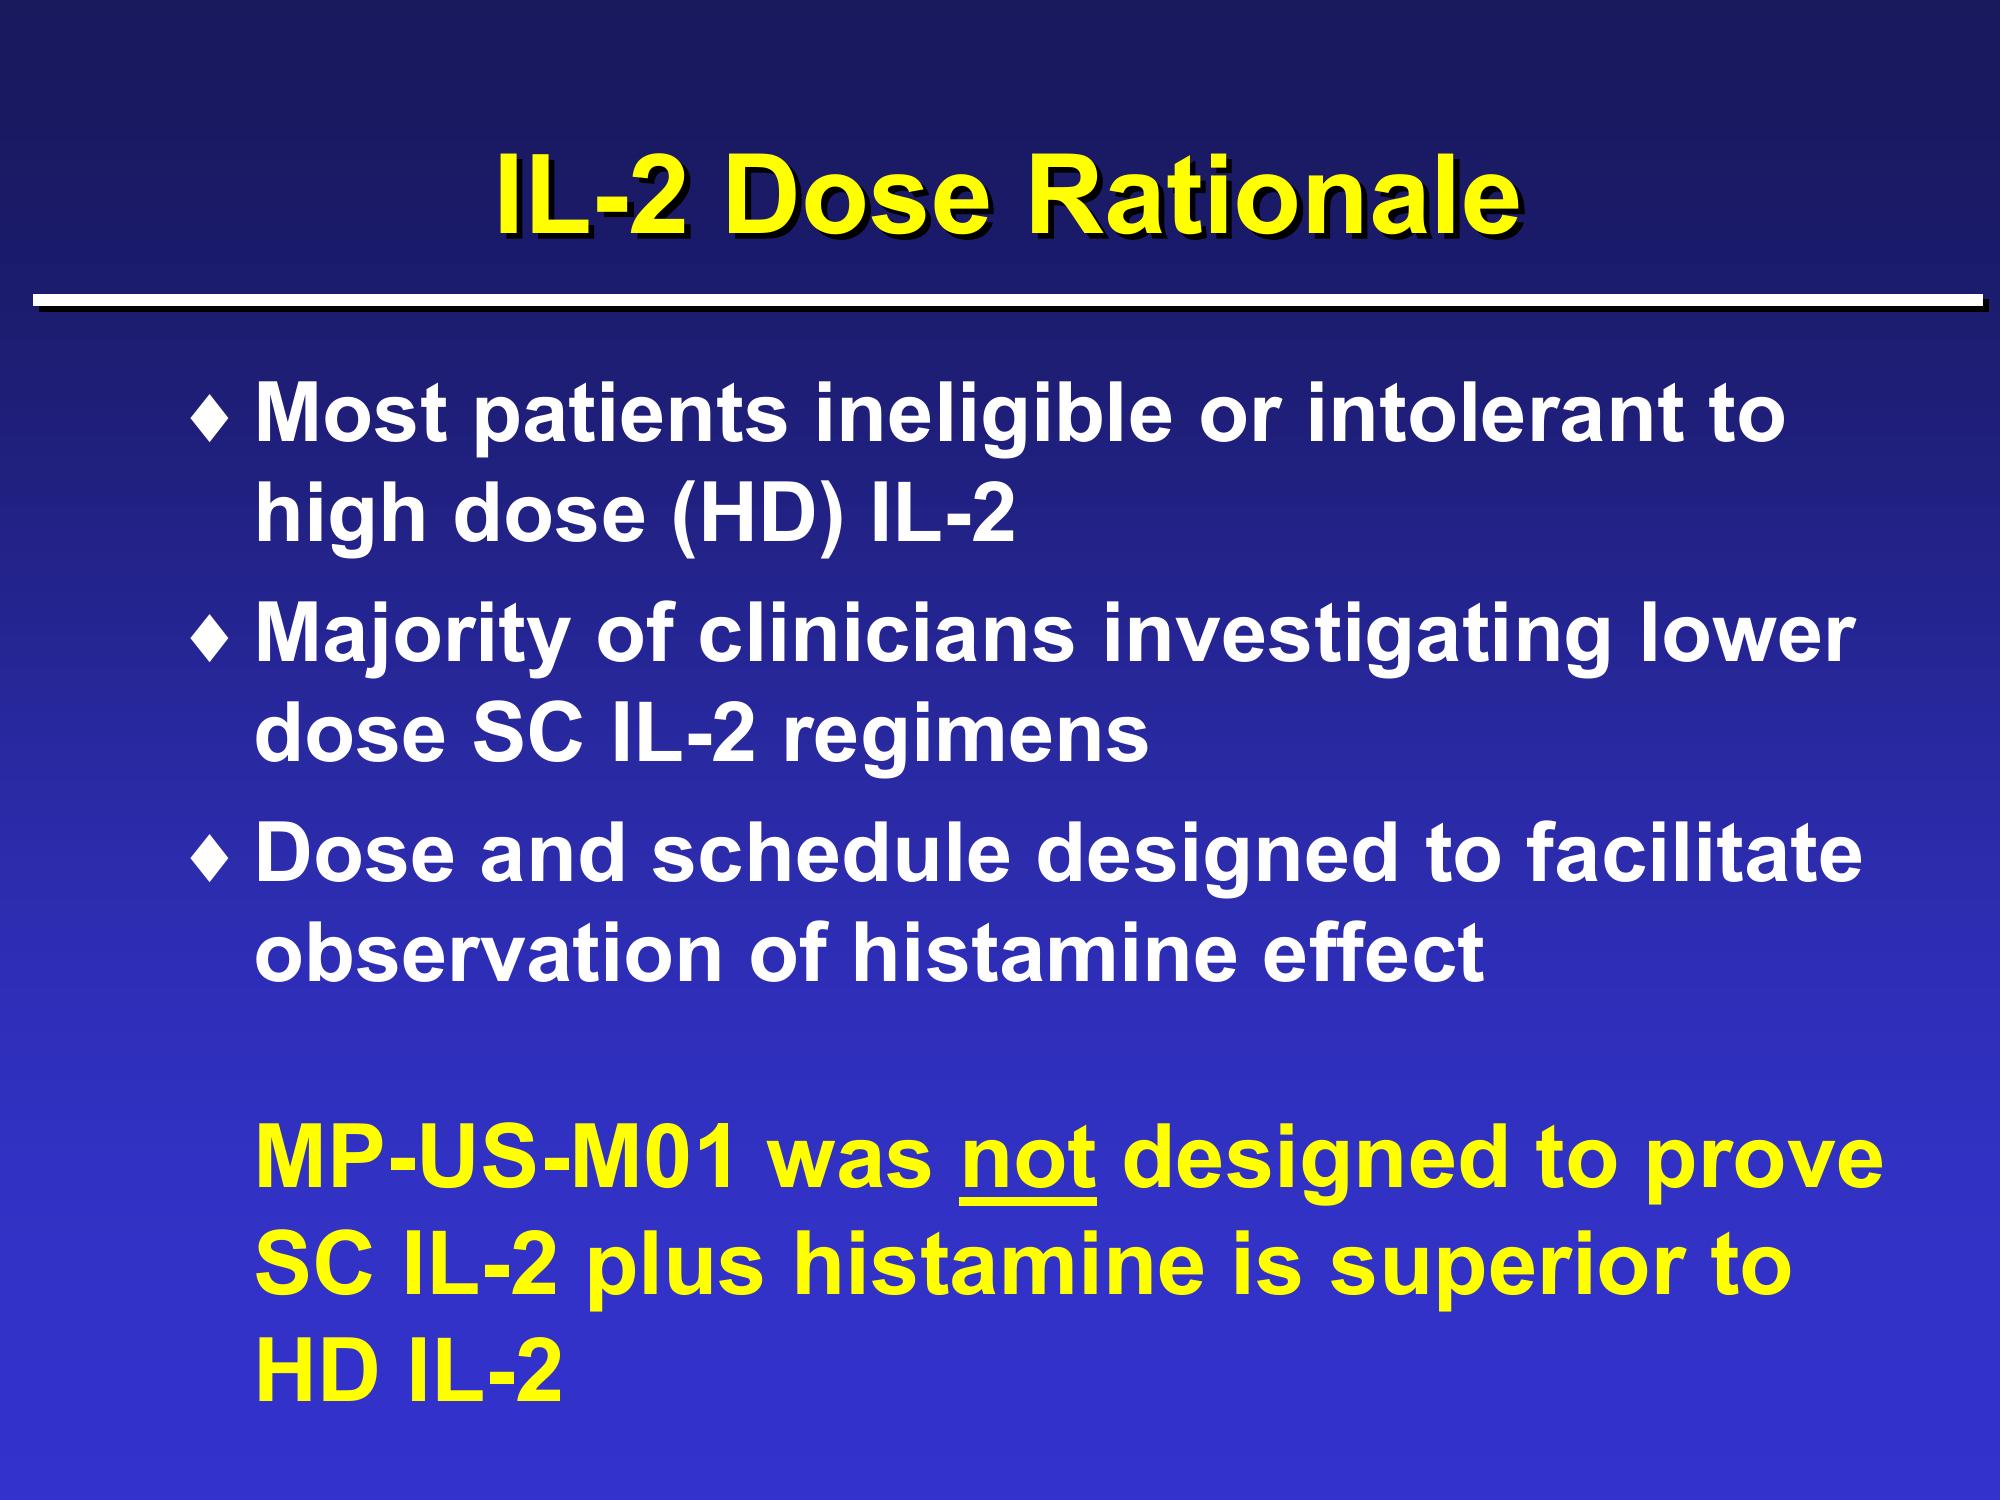 IL-2 Dose Rationale
♦ Most patients ineligible or intolerant to
high dose (HD) IL-2
♦ Majority of clinicians investigating lower
dose SC IL-2 regimens
♦ Dose and schedule designed to facilitate
observation of histamine effect
MP-US-M01 was not designed to prove
SC IL-2 plus histamine is superior to
HD IL-2